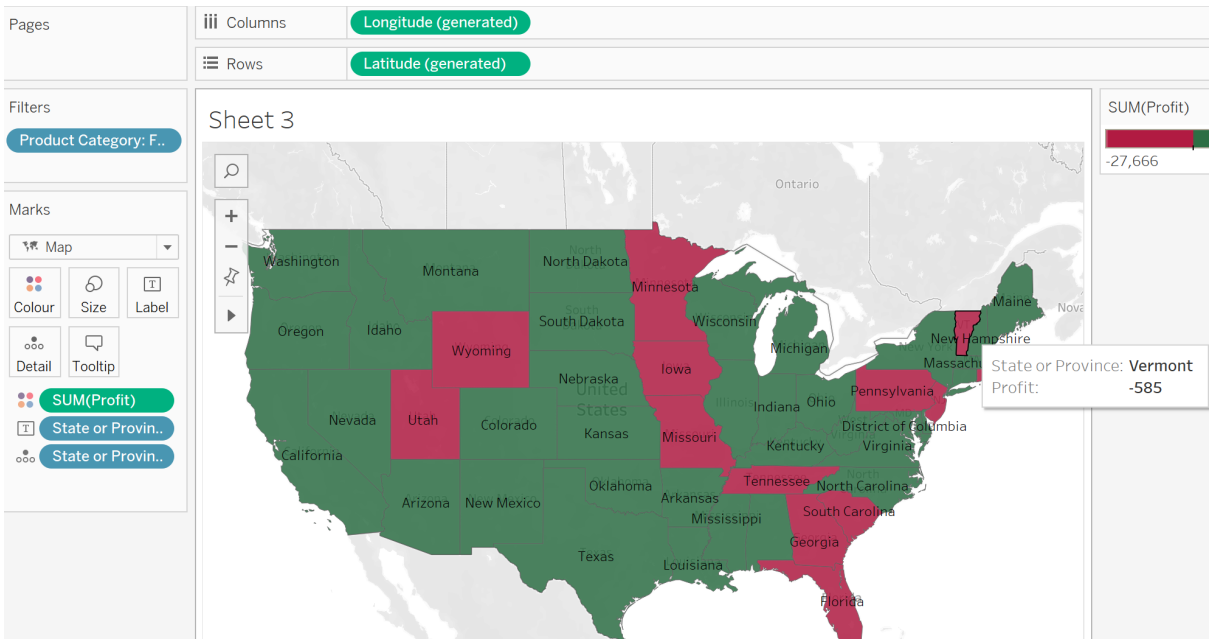 Pages
Columns
Longitude (generated)
Rows
Latitude (generated)
Filters
Product Category: F..
Marks
Map
Colour
Size
Label
Detail
Tooltip
SUM(Profit)
State or Provin..
State or Provin..
Sheet 3
Ontario
Washington
Montana
North Dakota
Minnesota
Maine
Nova
Oregon
Idaho
South Dakota
Wisconsin
Michigan
New Hampshire
Wyoming
Massachu
Iowa
Nebraska
Pennsylvania
United
States
Illinois
Indiana
Ohio
Nevada
Utah
Colorado
Kansas
Missouri
Kentucky
District of Columbia
Virginia
California
Tennessee
North Carolina
Oklahoma
Arkansas
Arizona
New Mexico
Mississippi
South Carolina
Georgia
Texas
Louisiana
Florida
State or Province: Vermont
Profit: -585
SUM(Profit)
-27,666